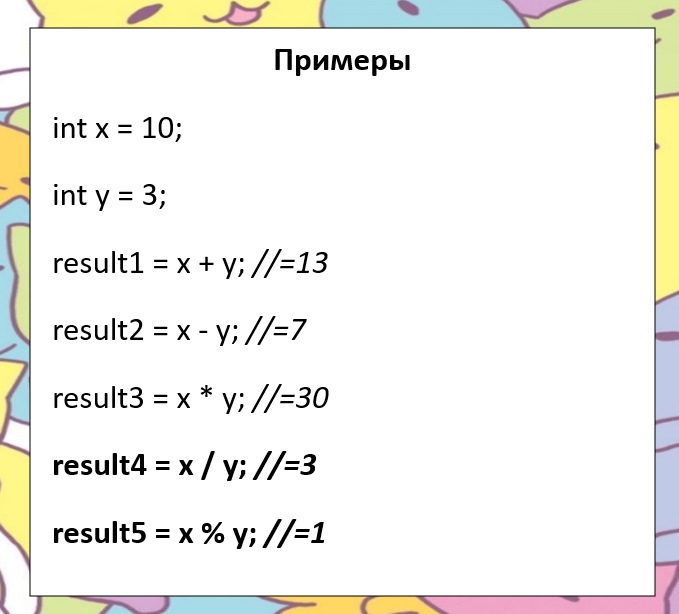 Примеры
int x = 10;
int y = 3;
result1 = x + y; //=13
result2 = x - y; //=7
result3 = x * y; //=30
result4 = x / y; //=3
result5 = x % y; //=1